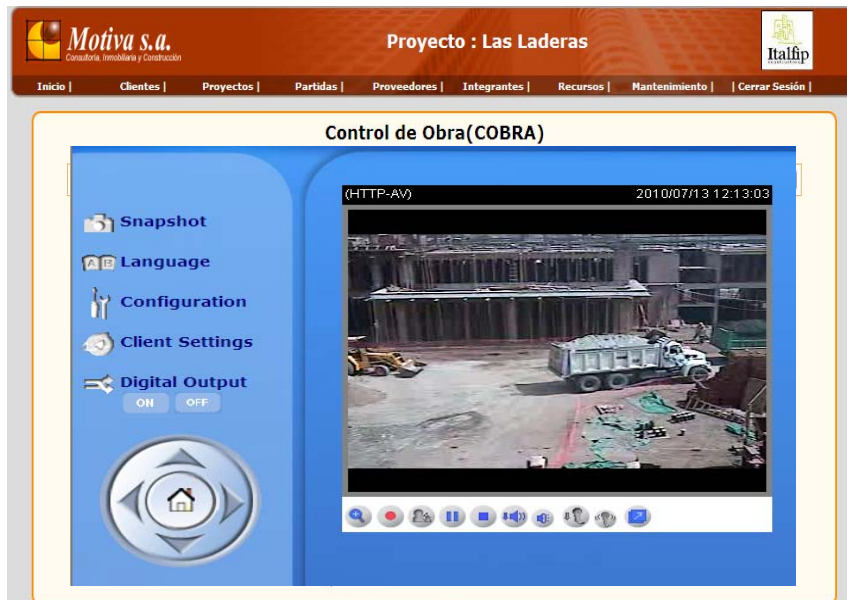 Motiva s.a.
Consultoría, Inmobiliaria y Construcción
Proyecto : Las Laderas
Italfip
Inicio | Clientes | Proyectos | Partidas | Proveedores | Integrantes | Recursos | Mantenimiento | | Cerrar Sesión |
Control de Obra(COBRA)
(HTTP-AV) 2010/07/13 12:13:03
Snapshot
Language
Configuration
Client Settings
Digital Output
ON OFF